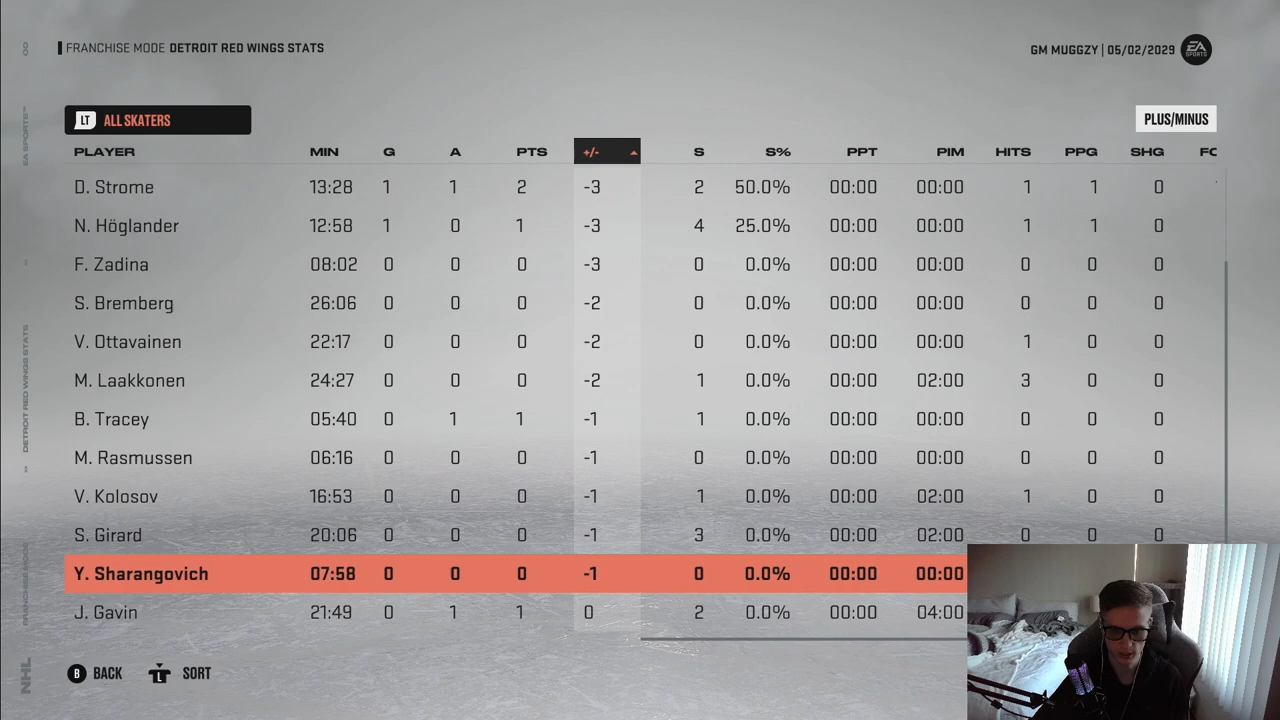 FRANCHISE MODE DETROIT RED WINGS STATS
GM MUGGZY | 05/02/2029
EA SPORTS
LT ALL SKATERS
PLUS/MINUS
PLAYER MIN G A PTS +/- S S% PPT PIM HITS PPG SHG FO
D. Strome 13:28 1 1 2 -3 2 50.0% 00:00 00:00 1 1 0
N. Höglander 12:58 1 0 1 -3 4 25.0% 00:00 00:00 1 1 0
F. Zadina 08:02 0 0 0 -3 0 0.0% 00:00 00:00 0 0 0
S. Bremberg 26:06 0 0 0 -2 0 0.0% 00:00 00:00 0 0 0
V. Ottavainen 22:17 0 0 0 -2 0 0.0% 00:00 00:00 1 0 0
M. Laakkonen 24:27 0 0 0 -2 1 0.0% 00:00 02:00 3 0 0
B. Tracey 05:40 0 1 1 -1 1 0.0% 00:00 00:00 0 0 0
M. Rasmussen 06:16 0 0 0 -1 0 0.0% 00:00 00:00 0 0 0
V. Kolosov 16:53 0 0 0 -1 1 0.0% 00:00 02:00 1 0 0
S. Girard 20:06 0 0 0 -1 3 0.0% 00:00 02:00 0 0 0
Y. Sharangovich 07:58 0 0 0 -1 0 0.0% 00:00 00:00
J. Gavin 21:49 0 1 1 0 2 0.0% 00:00 04:00
B BACK L SORT
NHL
DETROIT RED WINGS STATS
EA SPORTS™